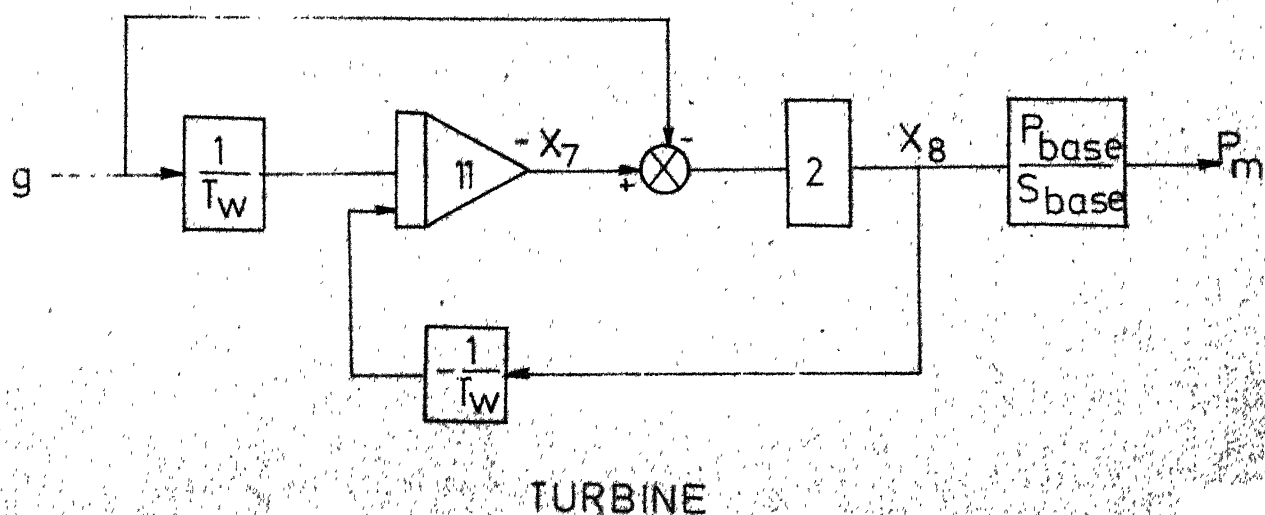 g
1
Tw
11
- X7
-
+
2
X8
Pbase
Sbase
Pm
- 1
Tw
TURBINE